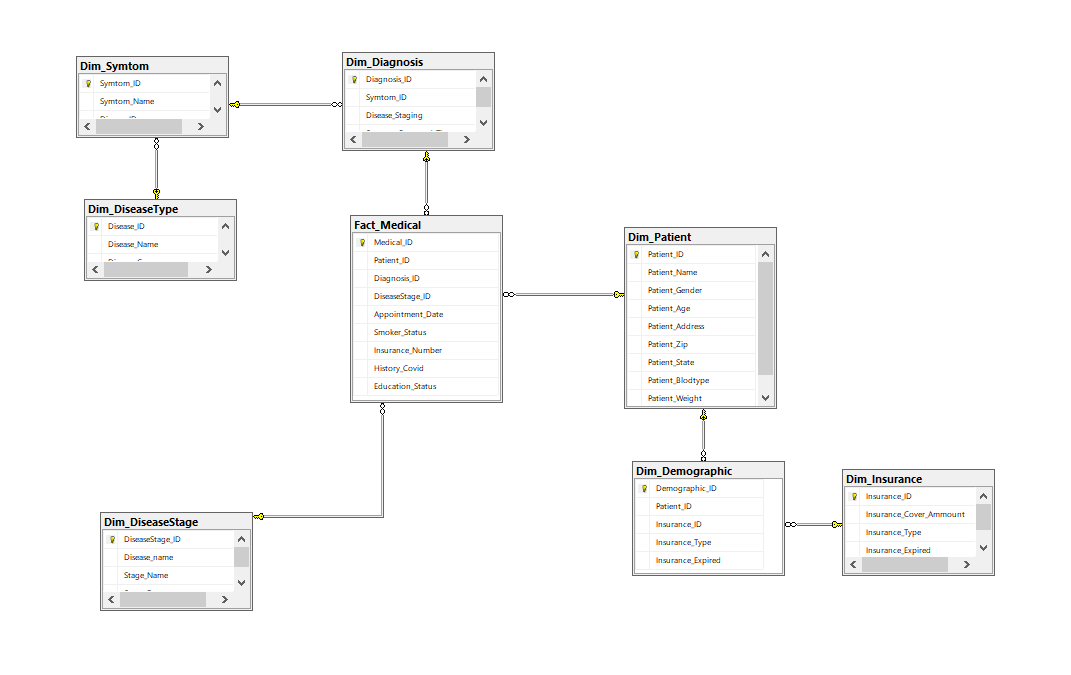 Dim_Symtom
Symtom_ID
Symtom_Name
Dim_Diagnosis
Diagnosis_ID
Symtom_ID
Disease_Staging
Dim_DiseaseType
Disease_ID
Disease_Name
Fact_Medical
Medical_ID
Patient_ID
Diagnosis_ID
DiseaseStage_ID
Appointment_Date
Smoker_Status
Insurance_Number
History_Covid
Education_Status
Dim_Patient
Patient_ID
Patient_Name
Patient_Gender
Patient_Age
Patient_Address
Patient_Zip
Patient_State
Patient_Blodtype
Patient_Weight
Dim_DiseaseStage
DiseaseStage_ID
Disease_name
Stage_Name
Dim_Demographic
Demographic_ID
Patient_ID
Insurance_ID
Insurance_Type
Insurance_Expired
Dim_Insurance
Insurance_ID
Insurance_Cover_Ammount
Insurance_Type
Insurance_Expired